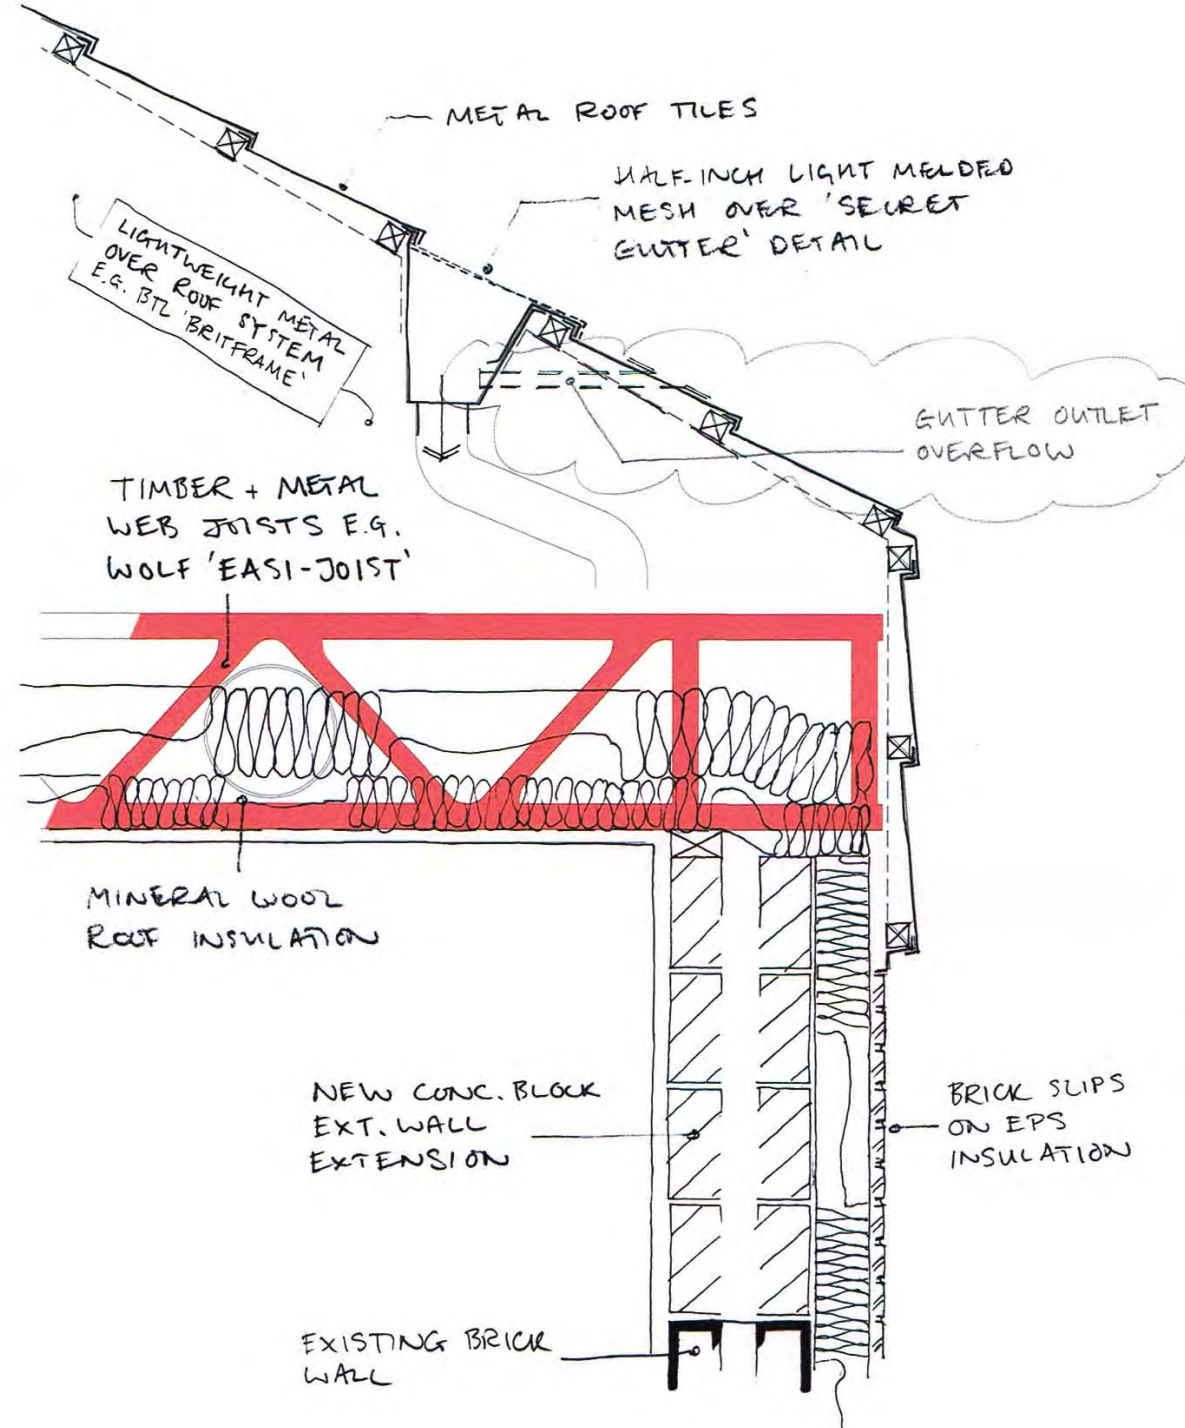 METAL ROOF TILES
HALF-INCH LIGHT MELDED
MESH OVER 'SECRET
GUTTER' DETAIL
LIGHTWEIGHT METAL
OVER ROOF SYSTEM
E.G. BTL 'BRITFRAME'
GUTTER OUTLET
OVERFLOW
TIMBER + METAL
WEB JOISTS E.G.
WOLF 'EASI-JOIST'
MINERAL WOOL
ROOF INSULATION
NEW CONC. BLOCK
EXT. WALL
EXTENSION
BRICK SLIPS
ON EPS
INSULATION
EXISTING BRICK
WALL